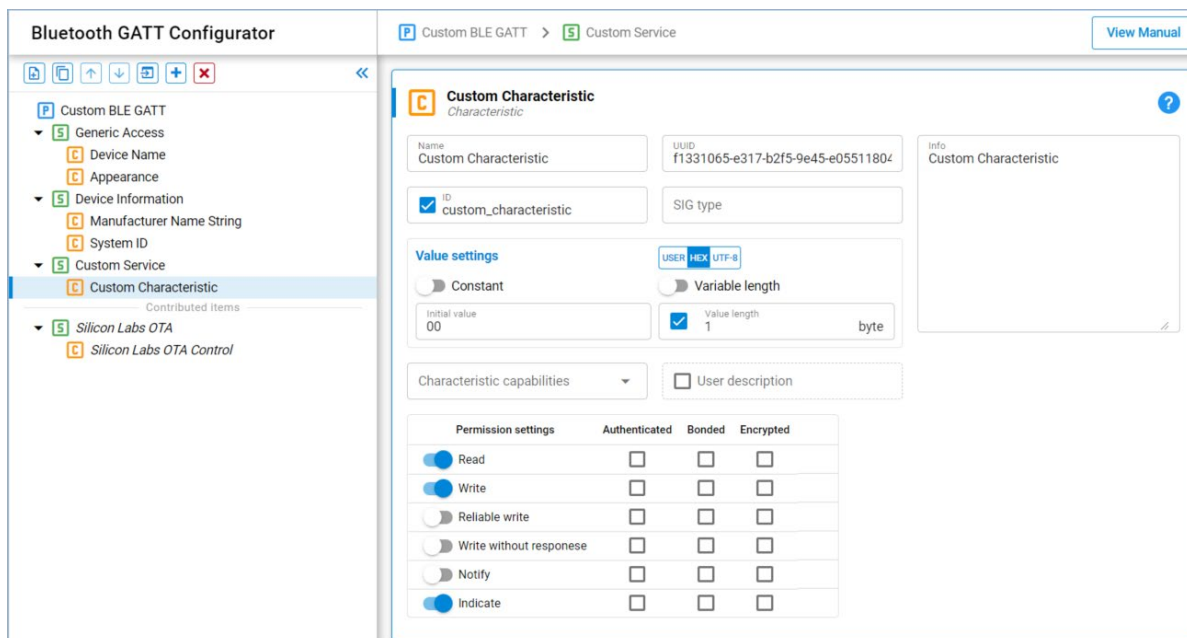 Bluetooth GATT Configurator
P Custom BLE GATT > S Custom Service
View Manual
P Custom BLE GATT
S Generic Access
C Device Name
C Appearance
S Device Information
C Manufacturer Name String
C System ID
S Custom Service
C Custom Characteristic
Contributed items
S Silicon Labs OTA
C Silicon Labs OTA Control
C Custom Characteristic
Characteristic
?
Name
Custom Characteristic
UUID
f1331065-e317-b2f5-9e45-e05511804
Info
Custom Characteristic
ID
custom_characteristic
SIG type
Value settings
USER HEX UTF-8
Constant
Variable length
Initial value
00
Value length
1 byte
Characteristic capabilities
User description
Permission settings Authenticated Bonded Encrypted
Read
Write
Reliable write
Write without responese
Notify
Indicate